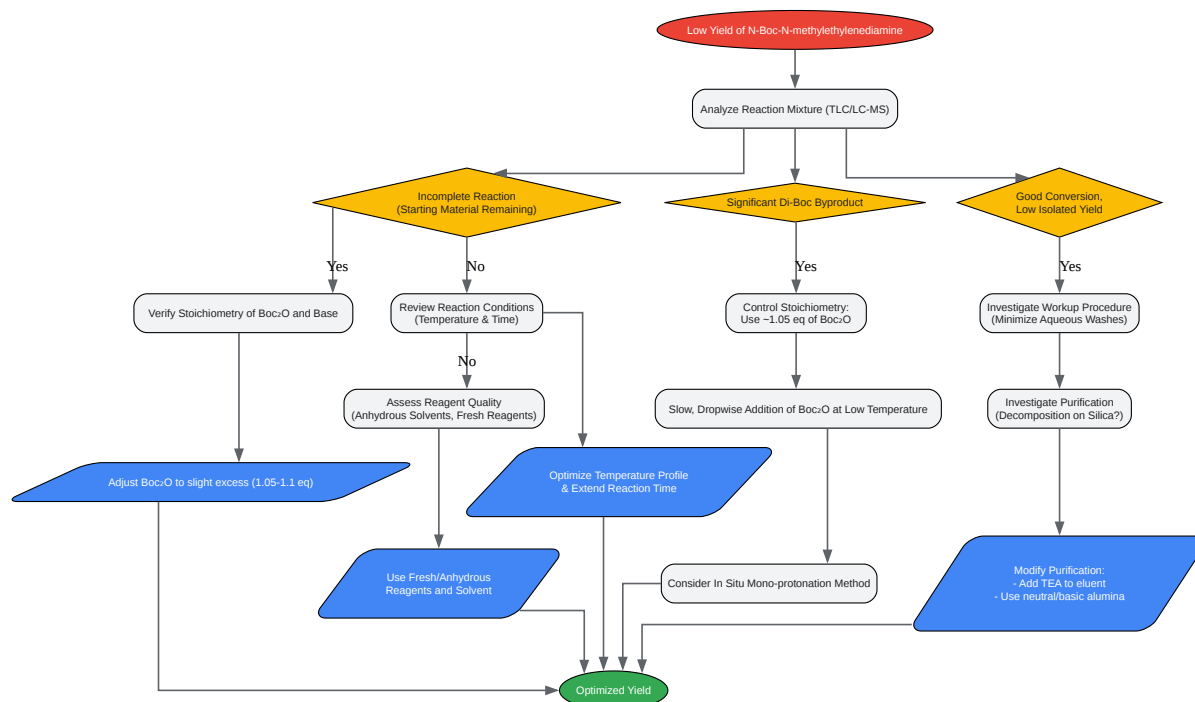 Low Yield of N-Boc-N-methylethylenediamine
Analyze Reaction Mixture (TLC/LC-MS)
Incomplete Reaction
(Starting Material Remaining)
Significant Di-Boc Byproduct
Good Conversion,
Low Isolated Yield
Yes
No
Yes
Yes
Verify Stoichiometry of Boc₂O and Base
Review Reaction Conditions
(Temperature & Time)
Control Stoichiometry:
Use ~1.05 eq of Boc₂O
Investigate Workup Procedure
(Minimize Aqueous Washes)
No
Assess Reagent Quality
(Anhydrous Solvents, Fresh Reagents)
Slow, Dropwise Addition of Boc₂O at Low Temperature
Investigate Purification
(Decomposition on Silica?)
Adjust Boc₂O to slight excess (1.05-1.1 eq)
Optimize Temperature Profile
& Extend Reaction Time
Use Fresh/Anhydrous
Reagents and Solvent
Consider In Situ Mono-protonation Method
Modify Purification:
- Add TEA to eluent
- Use neutral/basic alumina
Optimized Yield